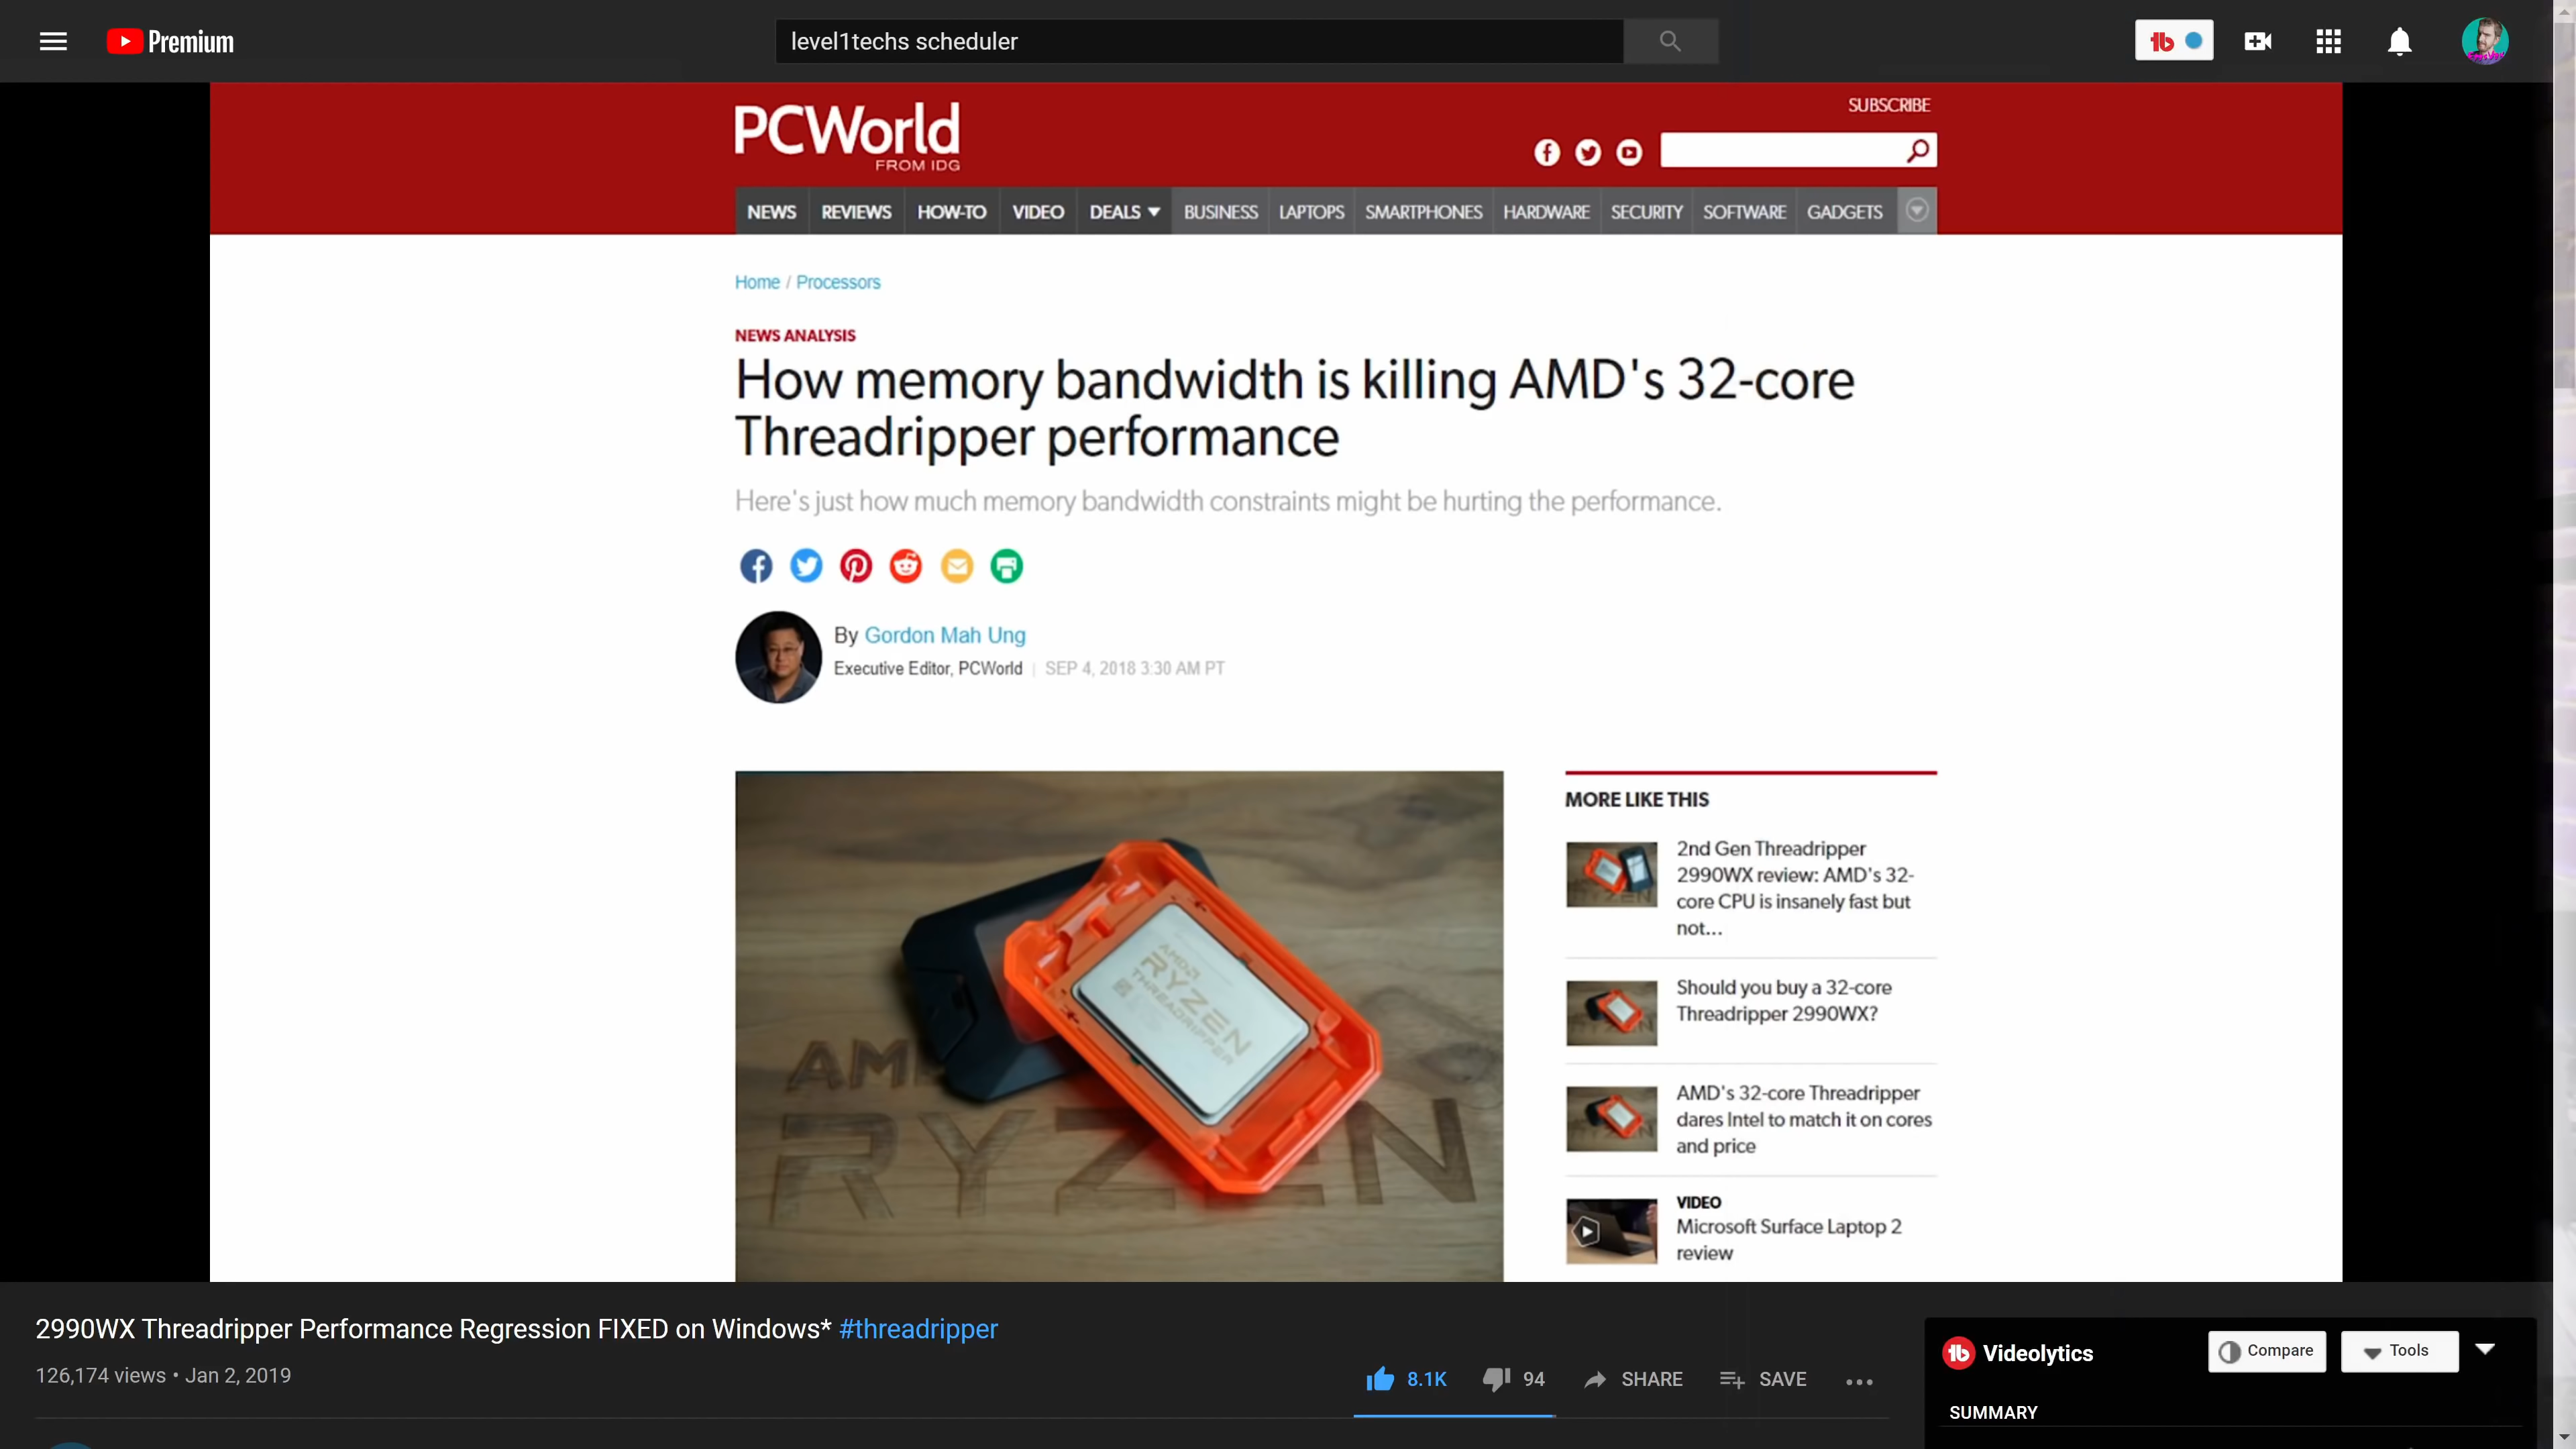 Premium
level1techs scheduler
SUBSCRIBE
PCWorld
FROM IDG
NEWS REVIEWS HOW-TO VIDEO DEALS BUSINESS LAPTOPS SMARTPHONES HARDWARE SECURITY SOFTWARE GADGETS
Home / Processors
NEWS ANALYSIS
How memory bandwidth is killing AMD's 32-core
Threadripper performance
Here's just how much memory bandwidth constraints might be hurting the performance.
By Gordon Mah Ung
Executive Editor, PCWorld | SEP 4, 2018 3:30 AM PT
AMD
RYZEN
THREADRIPPER
AM
RYZEN
MORE LIKE THIS
2nd Gen Threadripper
2990WX review: AMD's 32-
core CPU is insanely fast but
not...
Should you buy a 32-core
Threadripper 2990WX?
AMD's 32-core Threadripper
dares Intel to match it on cores
and price
VIDEO
Microsoft Surface Laptop 2
review
2990WX Threadripper Performance Regression FIXED on Windows* #threadripper
126,174 views • Jan 2, 2019
8.1K 94 SHARE SAVE
Videolytics
Compare Tools
SUMMARY